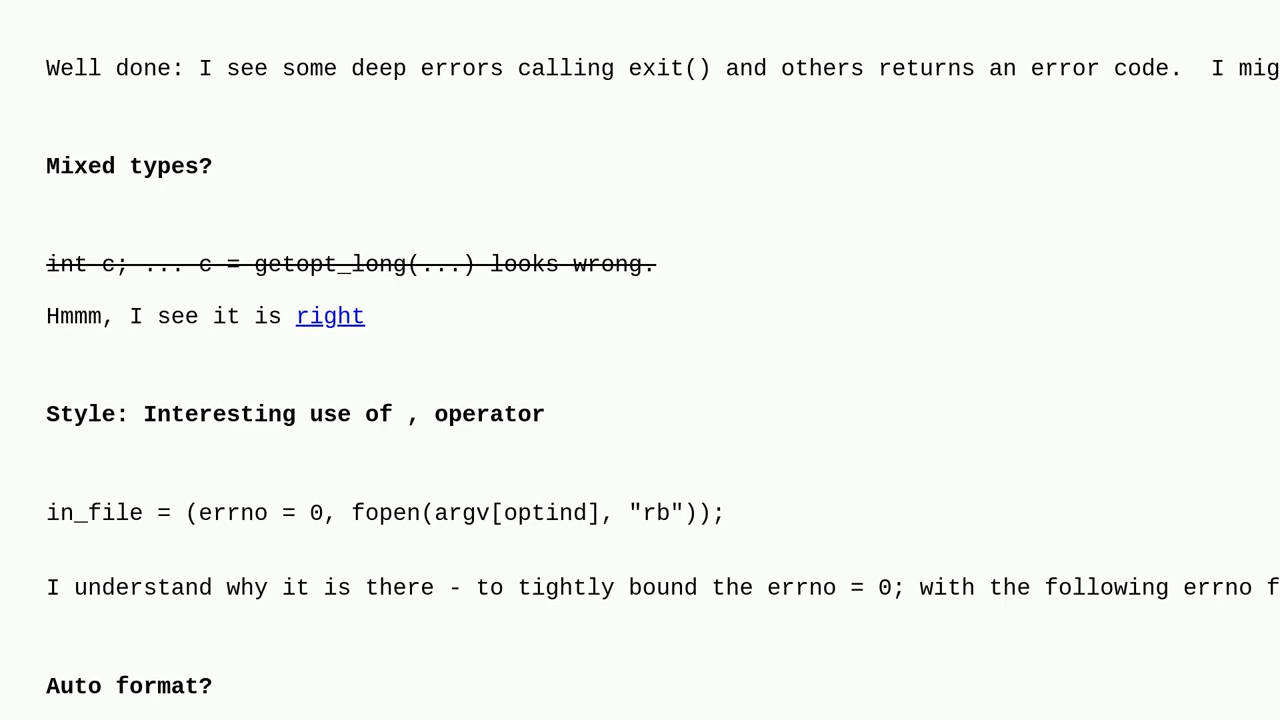 Well done: I see some deep errors calling exit() and others returns an error code.  I mig
Mixed types?
int c; ... c = getopt_long(...) looks wrong.
Hmmm, I see it is right
Style: Interesting use of , operator
in_file = (errno = 0, fopen(argv[optind], "rb"));
I understand why it is there - to tightly bound the errno = 0; with the following errno f
Auto format?